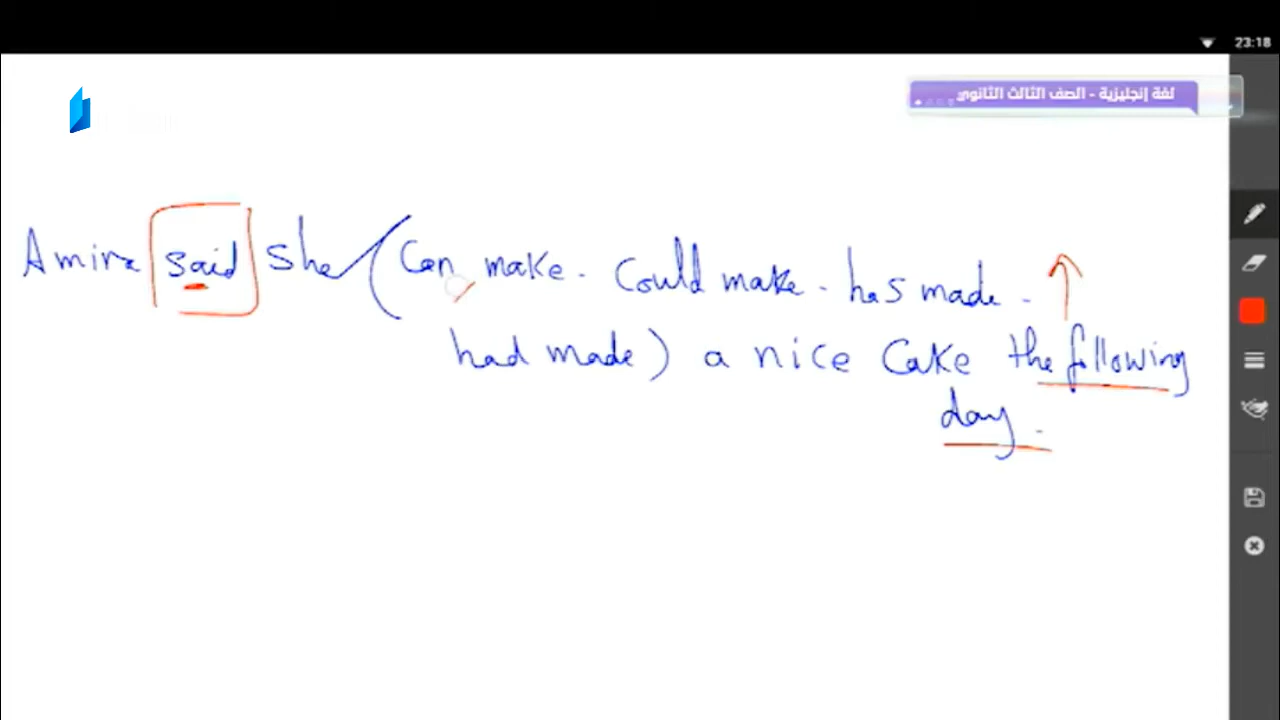 23:18
لغة إنجليزية - الصف الثالث الثانوي
Amira said she (Can make - Could make - has made -
had made) a nice Cake the following
day.